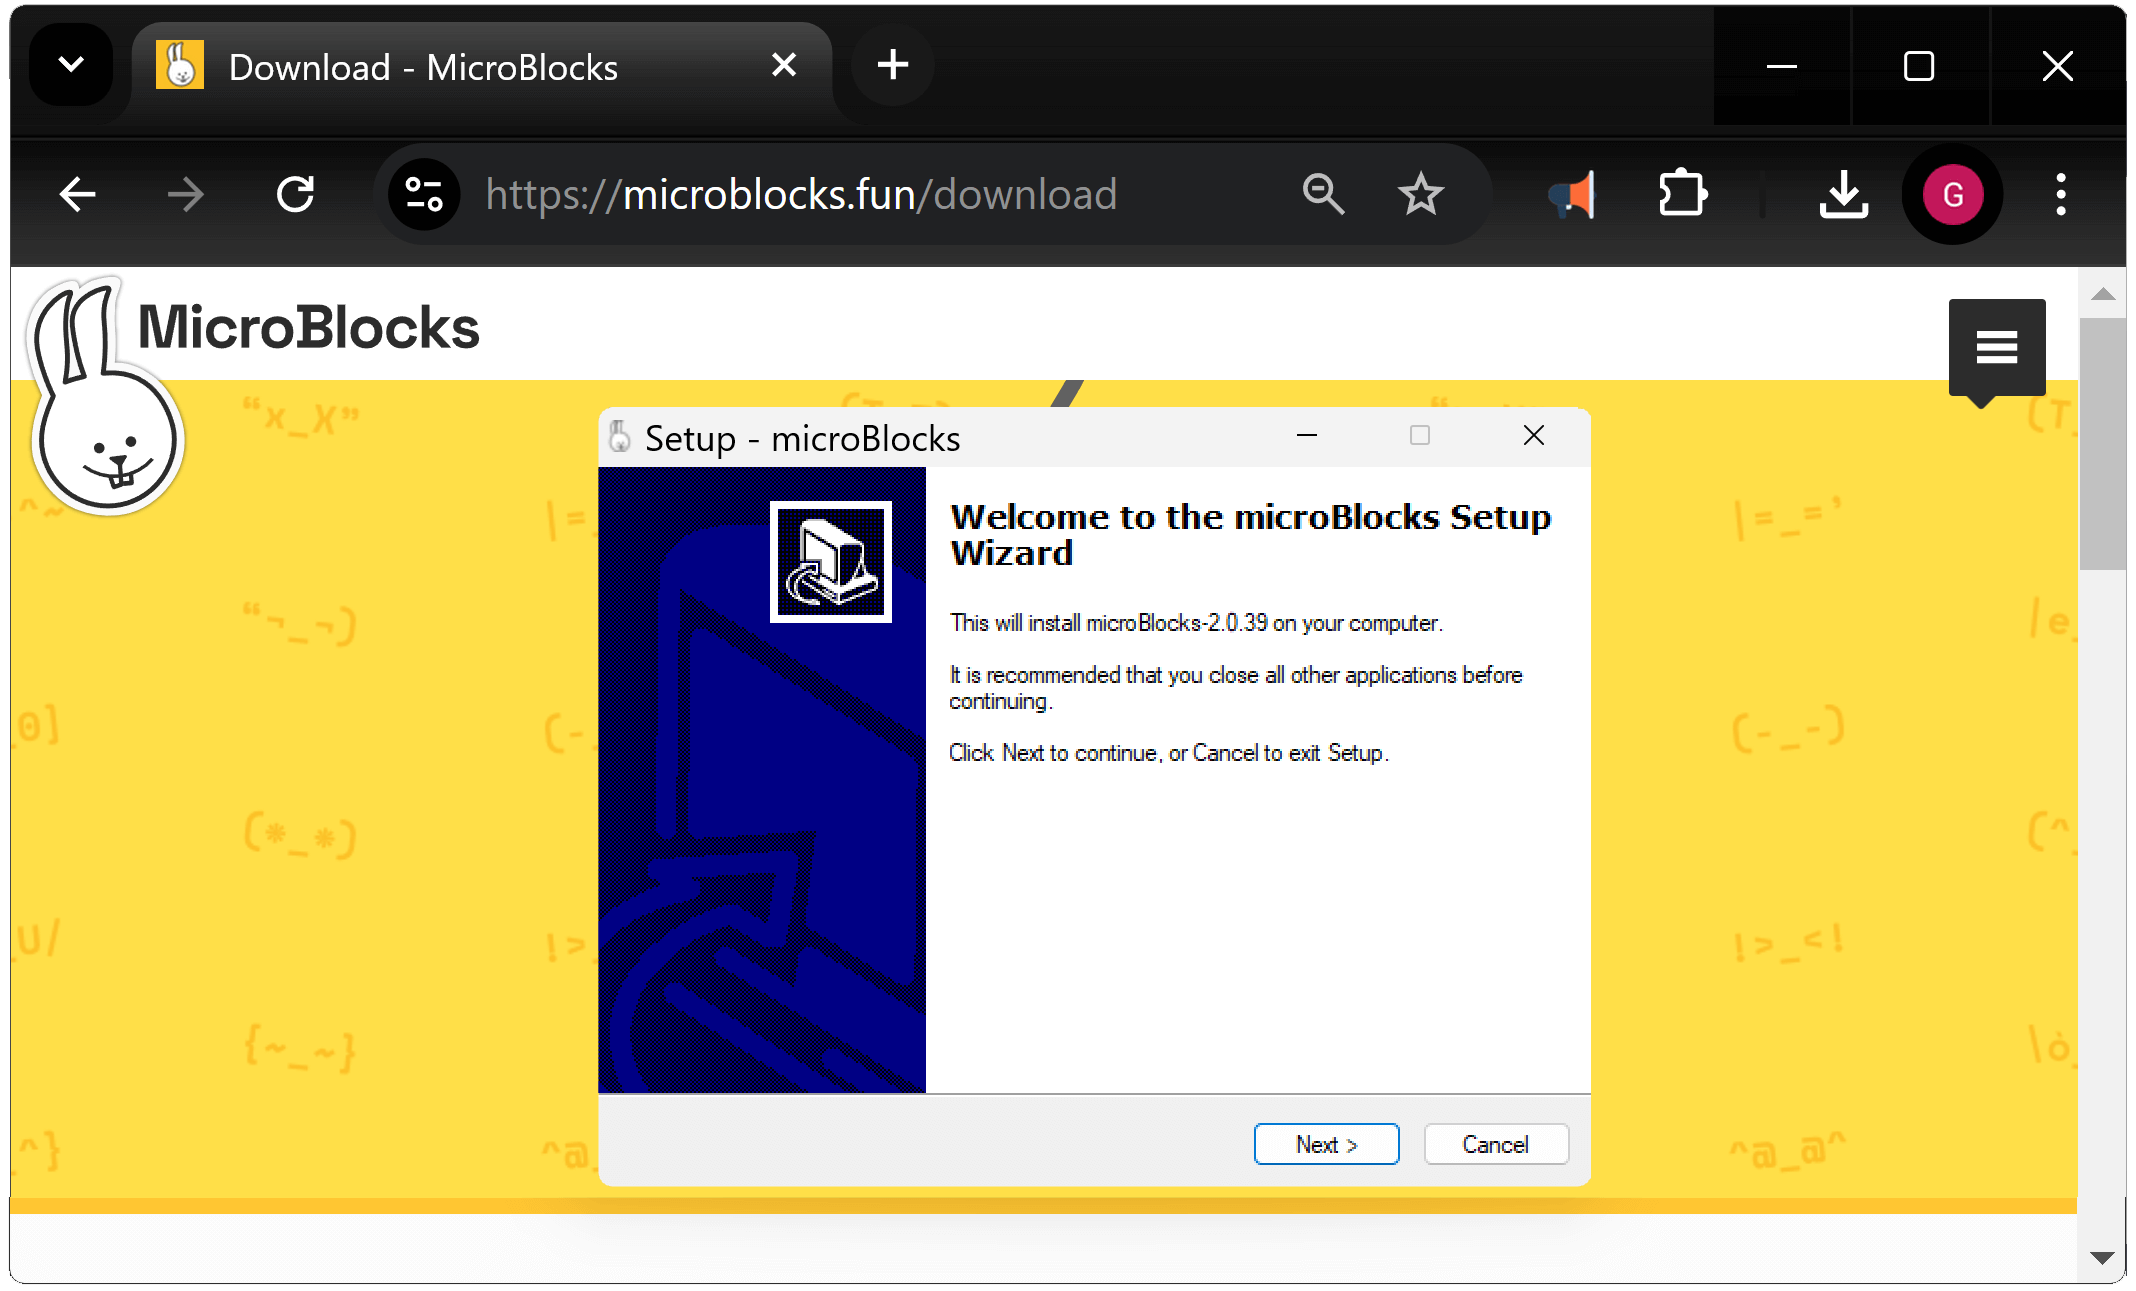 Download - MicroBlocks
https://microblocks.fun/download
G
MicroBlocks
“x_X”
Setup - microBlocks
Welcome to the microBlocks Setup
Wizard
This will install microBlocks-2.0.39 on your computer.
It is recommended that you close all other applications before
continuing.
Click Next to continue, or Cancel to exit Setup.
|=_=’
“¬_¬)
(-_-)
(*_*)
!>_<!
{~_~}
^@_@^
Next >
Cancel